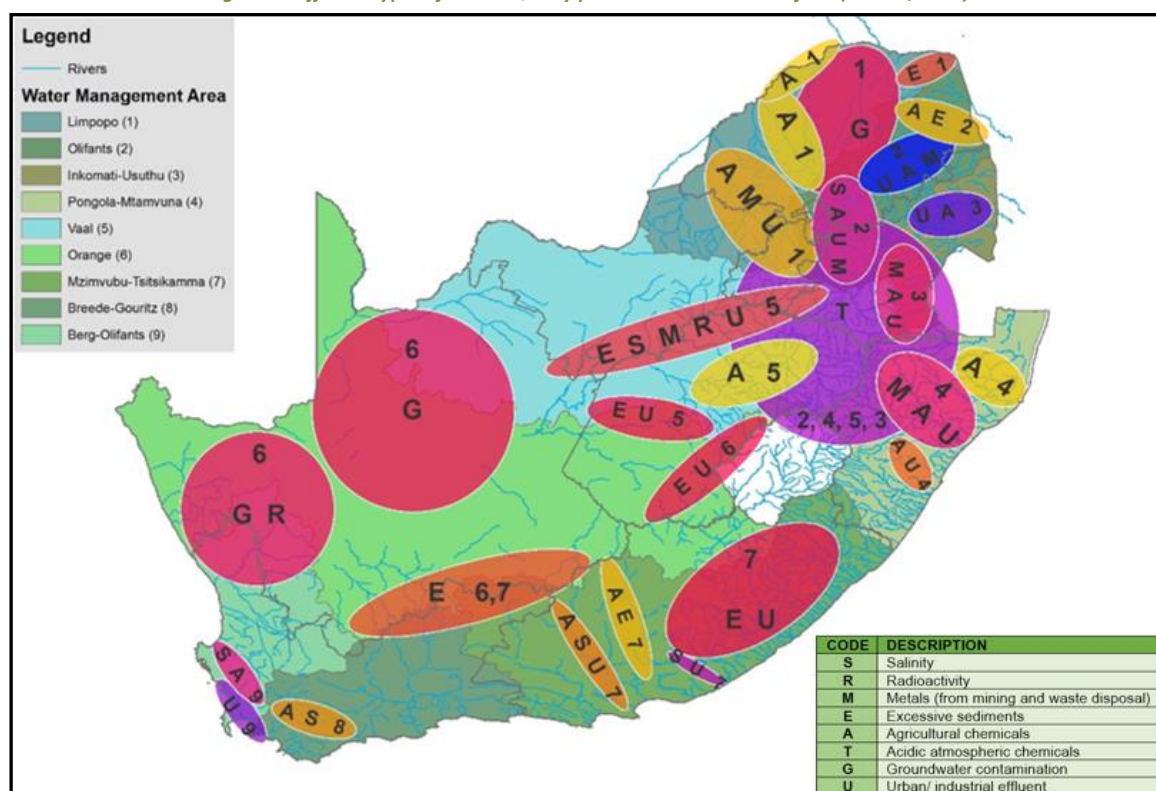 Legend
Rivers
Water Management Area
Limpopo (1)
Olifants (2)
Inkomati-Usuthu (3)
Pongola-Mtamvuna (4)
Vaal (5)
Orange (6)
Mzimvubu-Tsitsikamma (7)
Breede-Gouritz (8)
Berg-Olifants (9)
A 1
1
G
E 1
A 1
A E 2
2
U A M
A M U 1
S A U M
2
U A 3
T
M A U
3
E S M R U 5
A 5
A 4
4
M A U
2, 4, 5, 3
E U 5
E U 6
A U 4
6
G
6
G R
E 6,7
A E 7
A S U 7
7
E U
S U 7
S A 9
U 9
A S 8
CODE DESCRIPTION
S Salinity
R Radioactivity
M Metals (from mining and waste disposal)
E Excessive sediments
A Agricultural chemicals
T Acidic atmospheric chemicals
G Groundwater contamination
U Urban/ industrial effluent